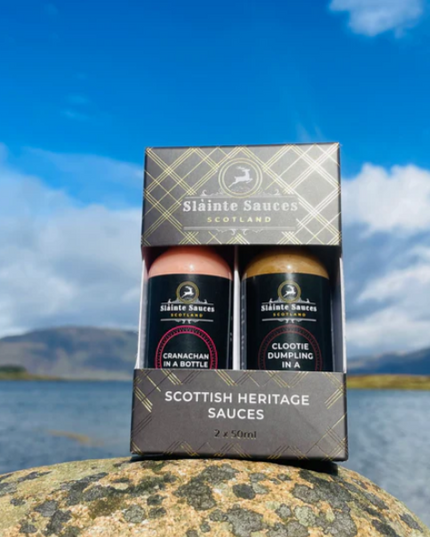 Slàinte Sauces
SCOTLAND
Slàinte Sauces
SCOTLAND
CRANACHAN
IN A BOTTLE
Slàinte Sauces
SCOTLAND
CLOOTIE
DUMPLING
IN A
SCOTTISH HERITAGE
SAUCES
2 x 50ml